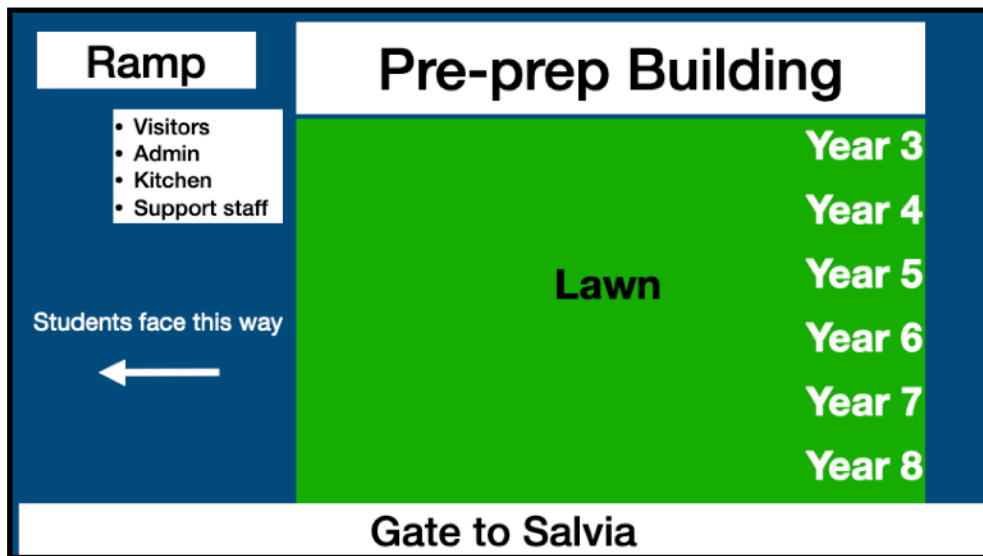 Ramp
Pre-prep Building
• Visitors
• Admin
• Kitchen
• Support staff
Year 3
Year 4
Year 5
Lawn
Students face this way
Year 6
Year 7
Year 8
Gate to Salvia